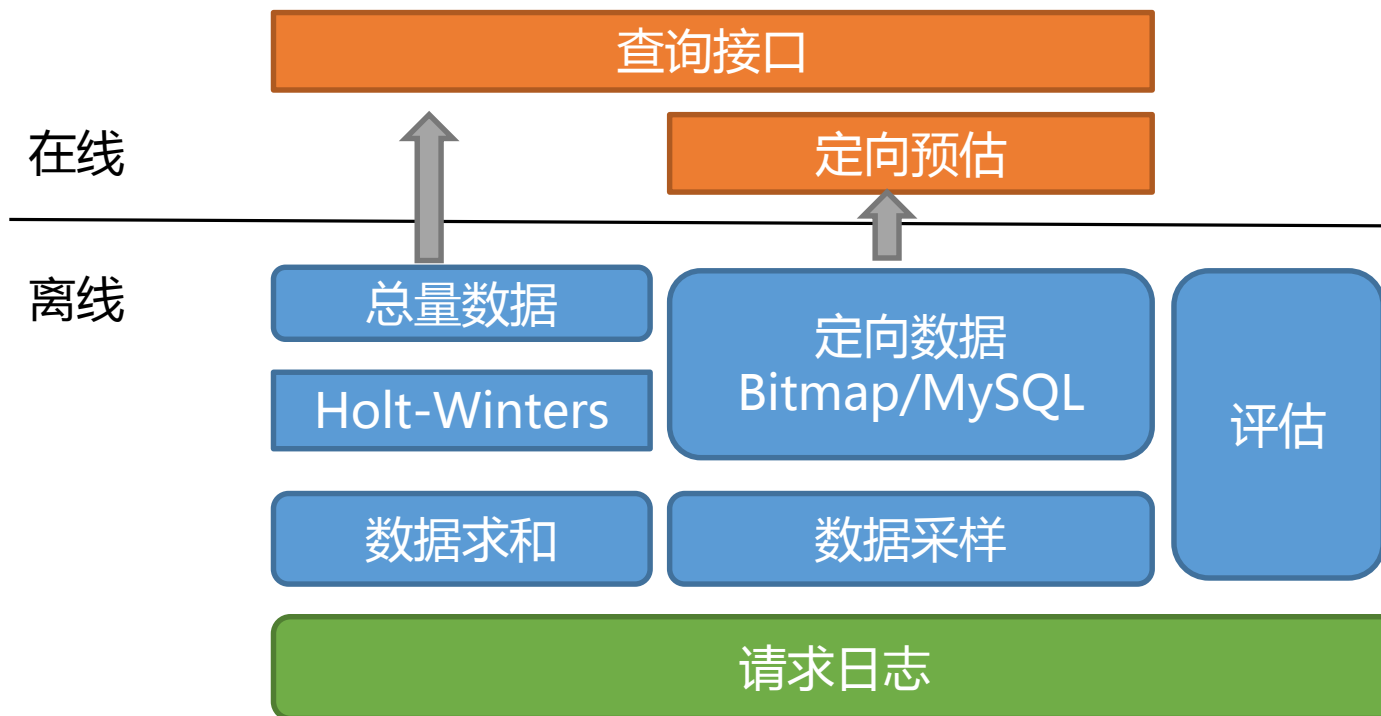 查询接口
在线
定向预估
离线
总量数据
定向数据
Bitmap/MySQL
Holt-Winters
评估
数据求和
数据采样
请求日志